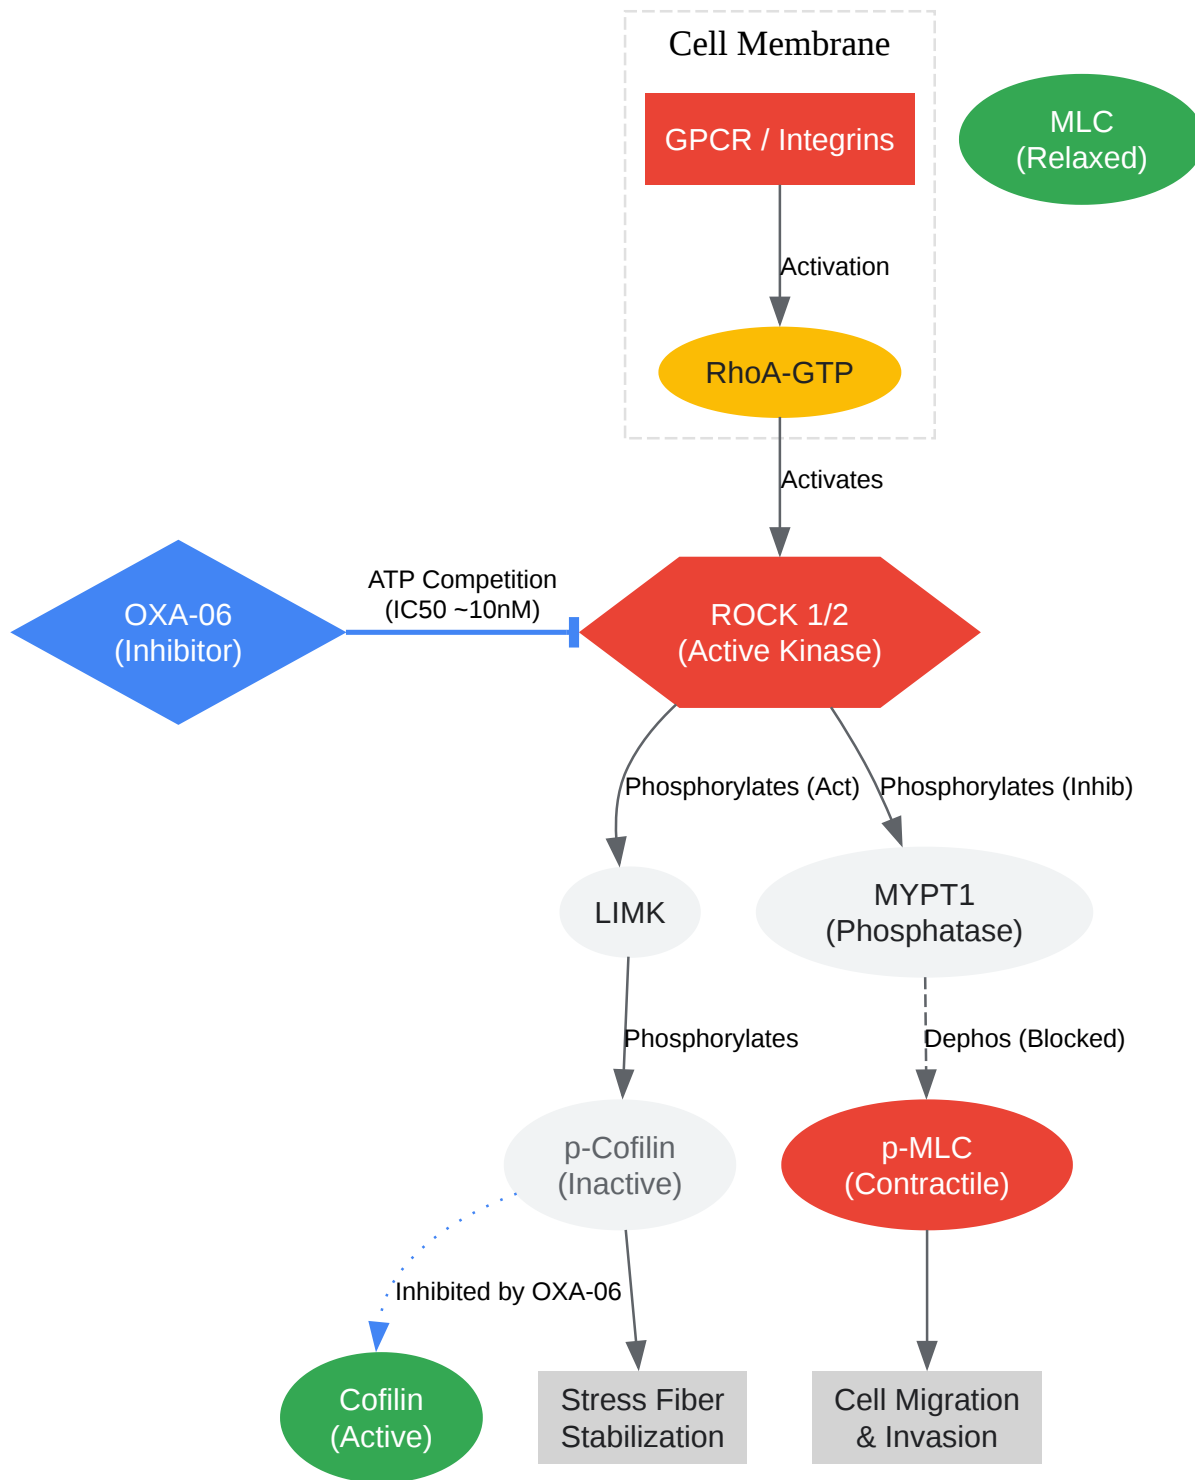 Cell Membrane
GPCR / Integrins
MLC
(Relaxed)
Activation
RhoA-GTP
Activates
OXA-06
(Inhibitor)
ATP Competition
(IC50 ~10nM)
ROCK 1/2
(Active Kinase)
Phosphorylates (Act)
Phosphorylates (Inhib)
LIMK
MYPT1
(Phosphatase)
Phosphorylates
Dephos (Blocked)
p-Cofilin
(Inactive)
p-MLC
(Contractile)
Inhibited by OXA-06
Cofilin
(Active)
Stress Fiber
Stabilization
Cell Migration
& Invasion